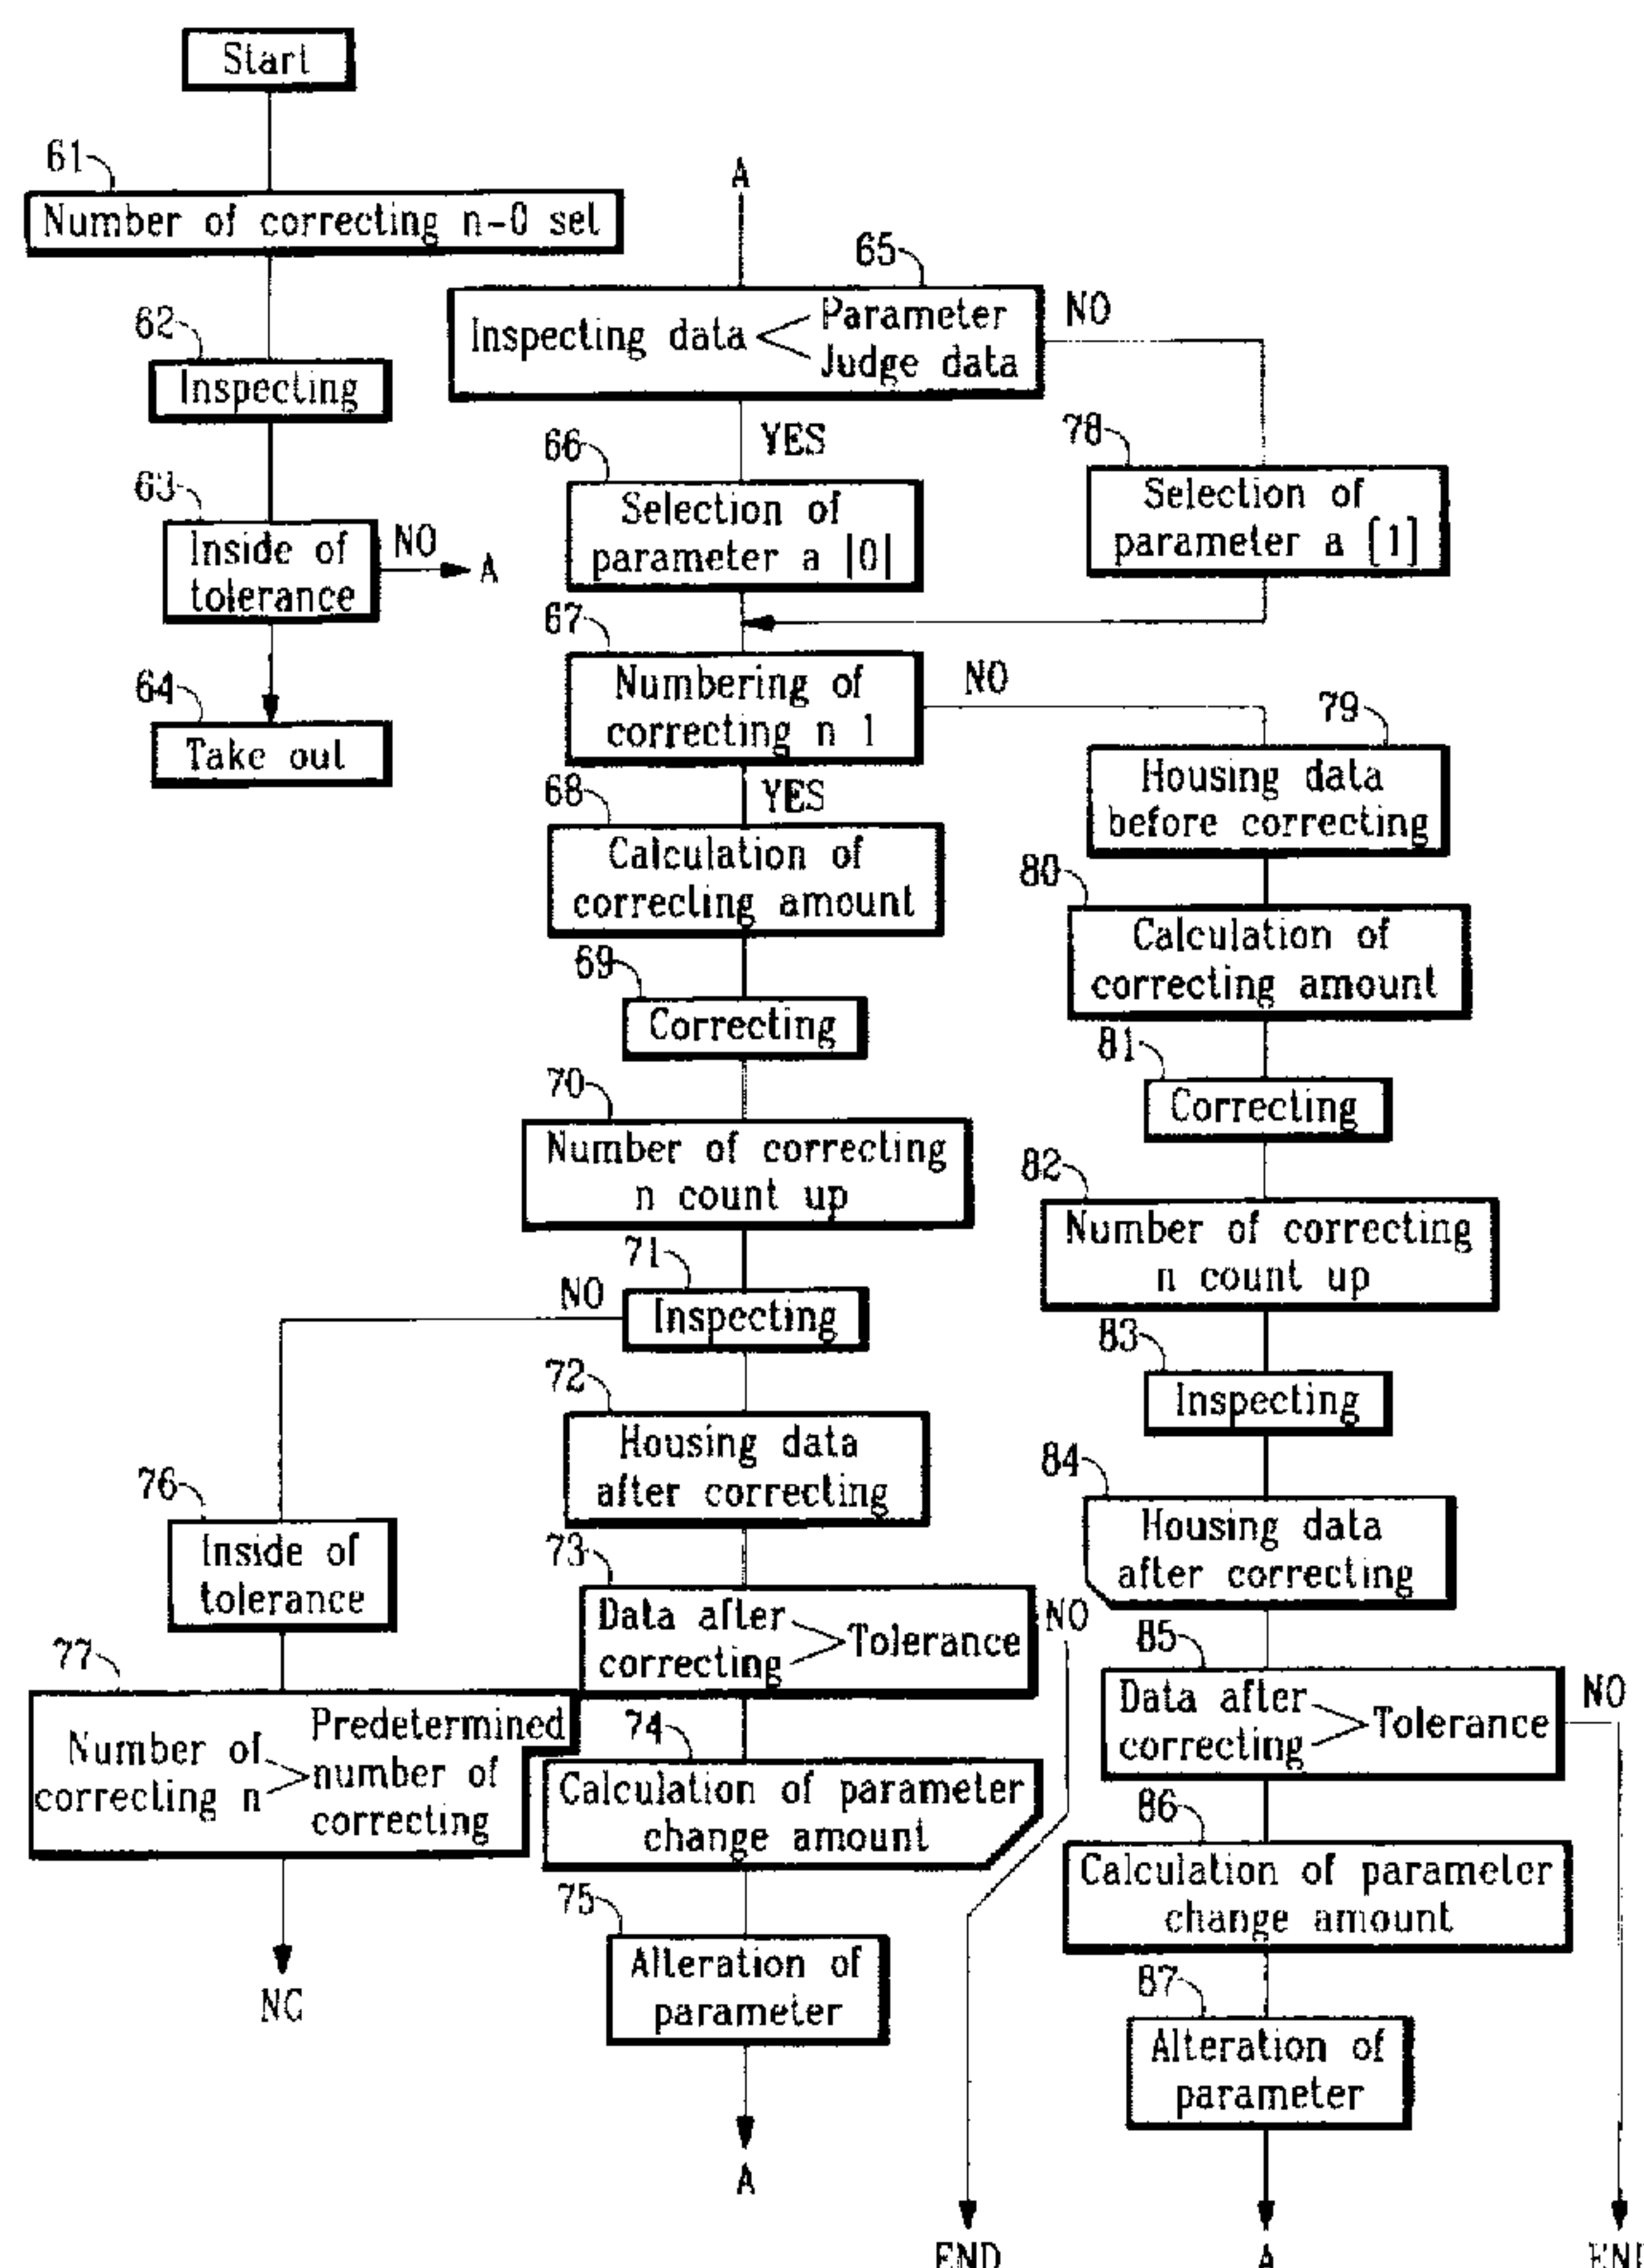 Start
61
Number of correcting n-0 set
62
Inspecting
63
Inside of
tolerance
NO
A
64
Take out
A
65
Inspecting data < Parameter
Judge data
NO
YES
66
Selection of
parameter a [0]
78
Selection of
parameter a [1]
67
Numbering of
correcting n 1
NO
YES
68
Calculation of
correcting amount
69
Correcting
70
Number of correcting
n count up
71
NO
Inspecting
72
Housing data
after correcting
73
Data after
correcting > Tolerance
NO
74
Calculation of parameter
change amount
75
Alteration of
parameter
A
END
76
Inside of
tolerance
77
Number of
correcting n > Predetermined
number of
correcting
NG
79
Housing data
before correcting
80
Calculation of
correcting amount
81
Correcting
82
Number of correcting
n count up
83
Inspecting
84
Housing data
after correcting
85
Data after
correcting > Tolerance
NO
86
Calculation of parameter
change amount
87
Alteration of
parameter
A
END